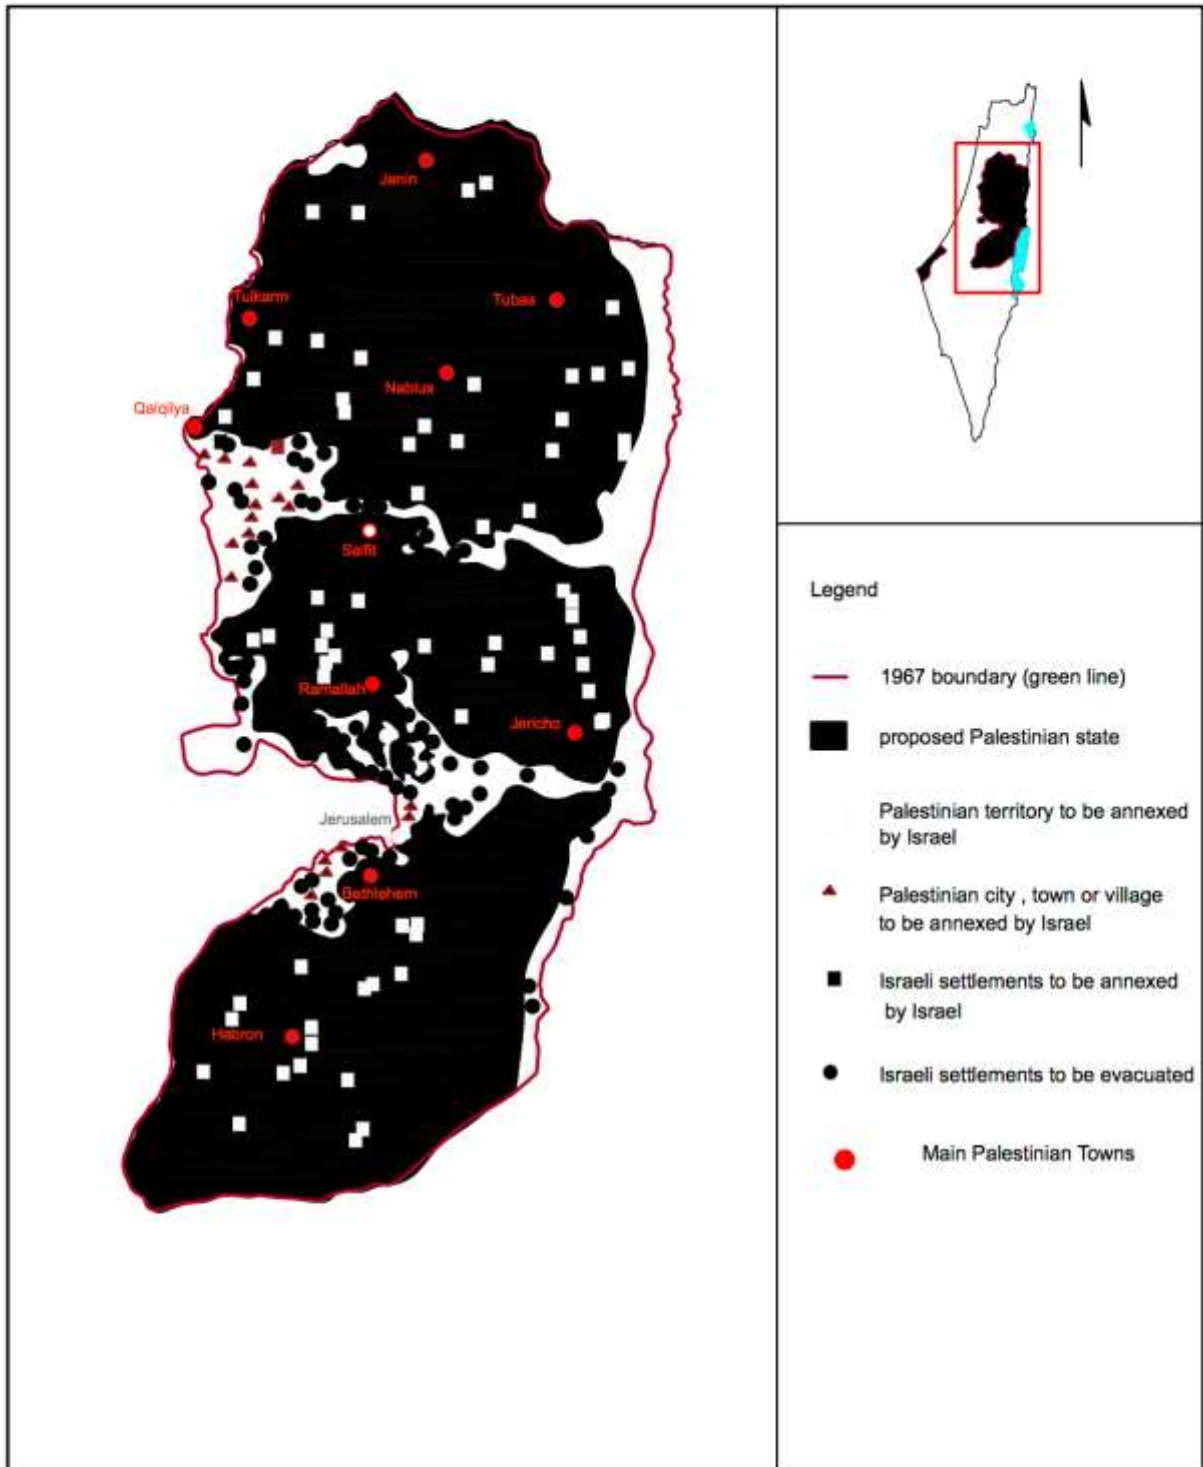 Jenin
Tulkarm
Tubas
Nablus
Qalqilya
Salfit
Ramallah
Jericho
Jerusalem
Bethlehem
Hebron
Legend
1967 boundary (green line)
proposed Palestinian state
Palestinian territory to be annexed
by Israel
Palestinian city , town or village
to be annexed by Israel
Israeli settlements to be annexed
by Israel
Israeli settlements to be evacuated
Main Palestinian Towns